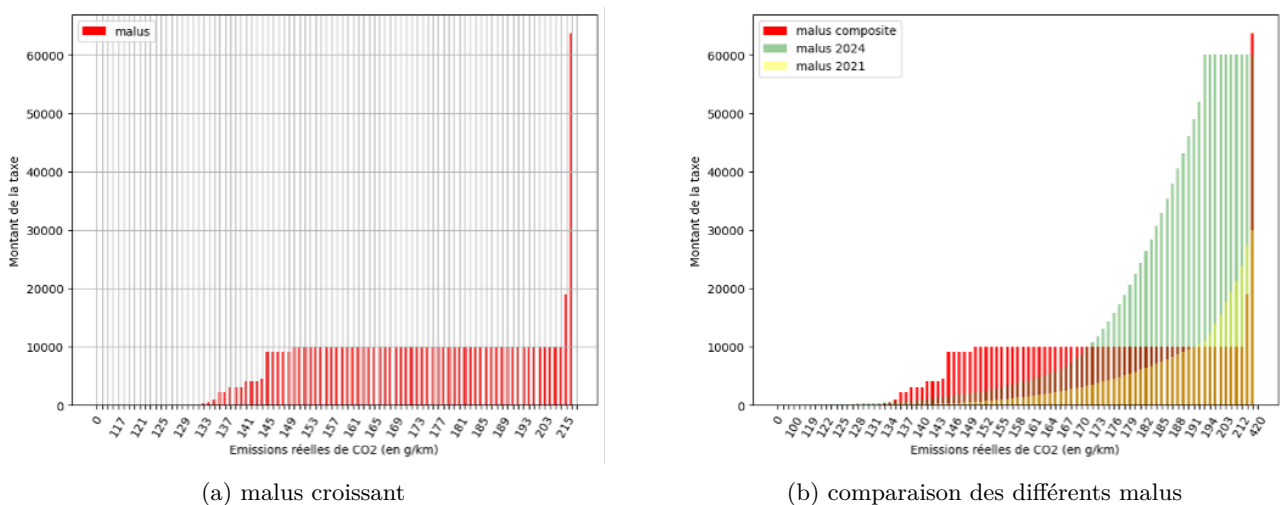 malus
60000
50000
40000
30000
20000
10000
0
Montant de la taxe
0 117 121 125 129 133 137 141 145 149 153 157 161 165 169 173 177 181 185 189 193 203 215
Emissions réelles de CO2 (en g/km)
(a) malus croissant
malus composite
malus 2024
malus 2021
60000
50000
40000
30000
20000
10000
0
Montant de la taxe
0 100 119 122 125 128 131 134 137 140 143 146 149 152 155 158 161 164 167 170 173 176 179 182 185 188 191 194 203 212 420
Emissions réelles de CO2 (en g/km)
(b) comparaison des différents malus